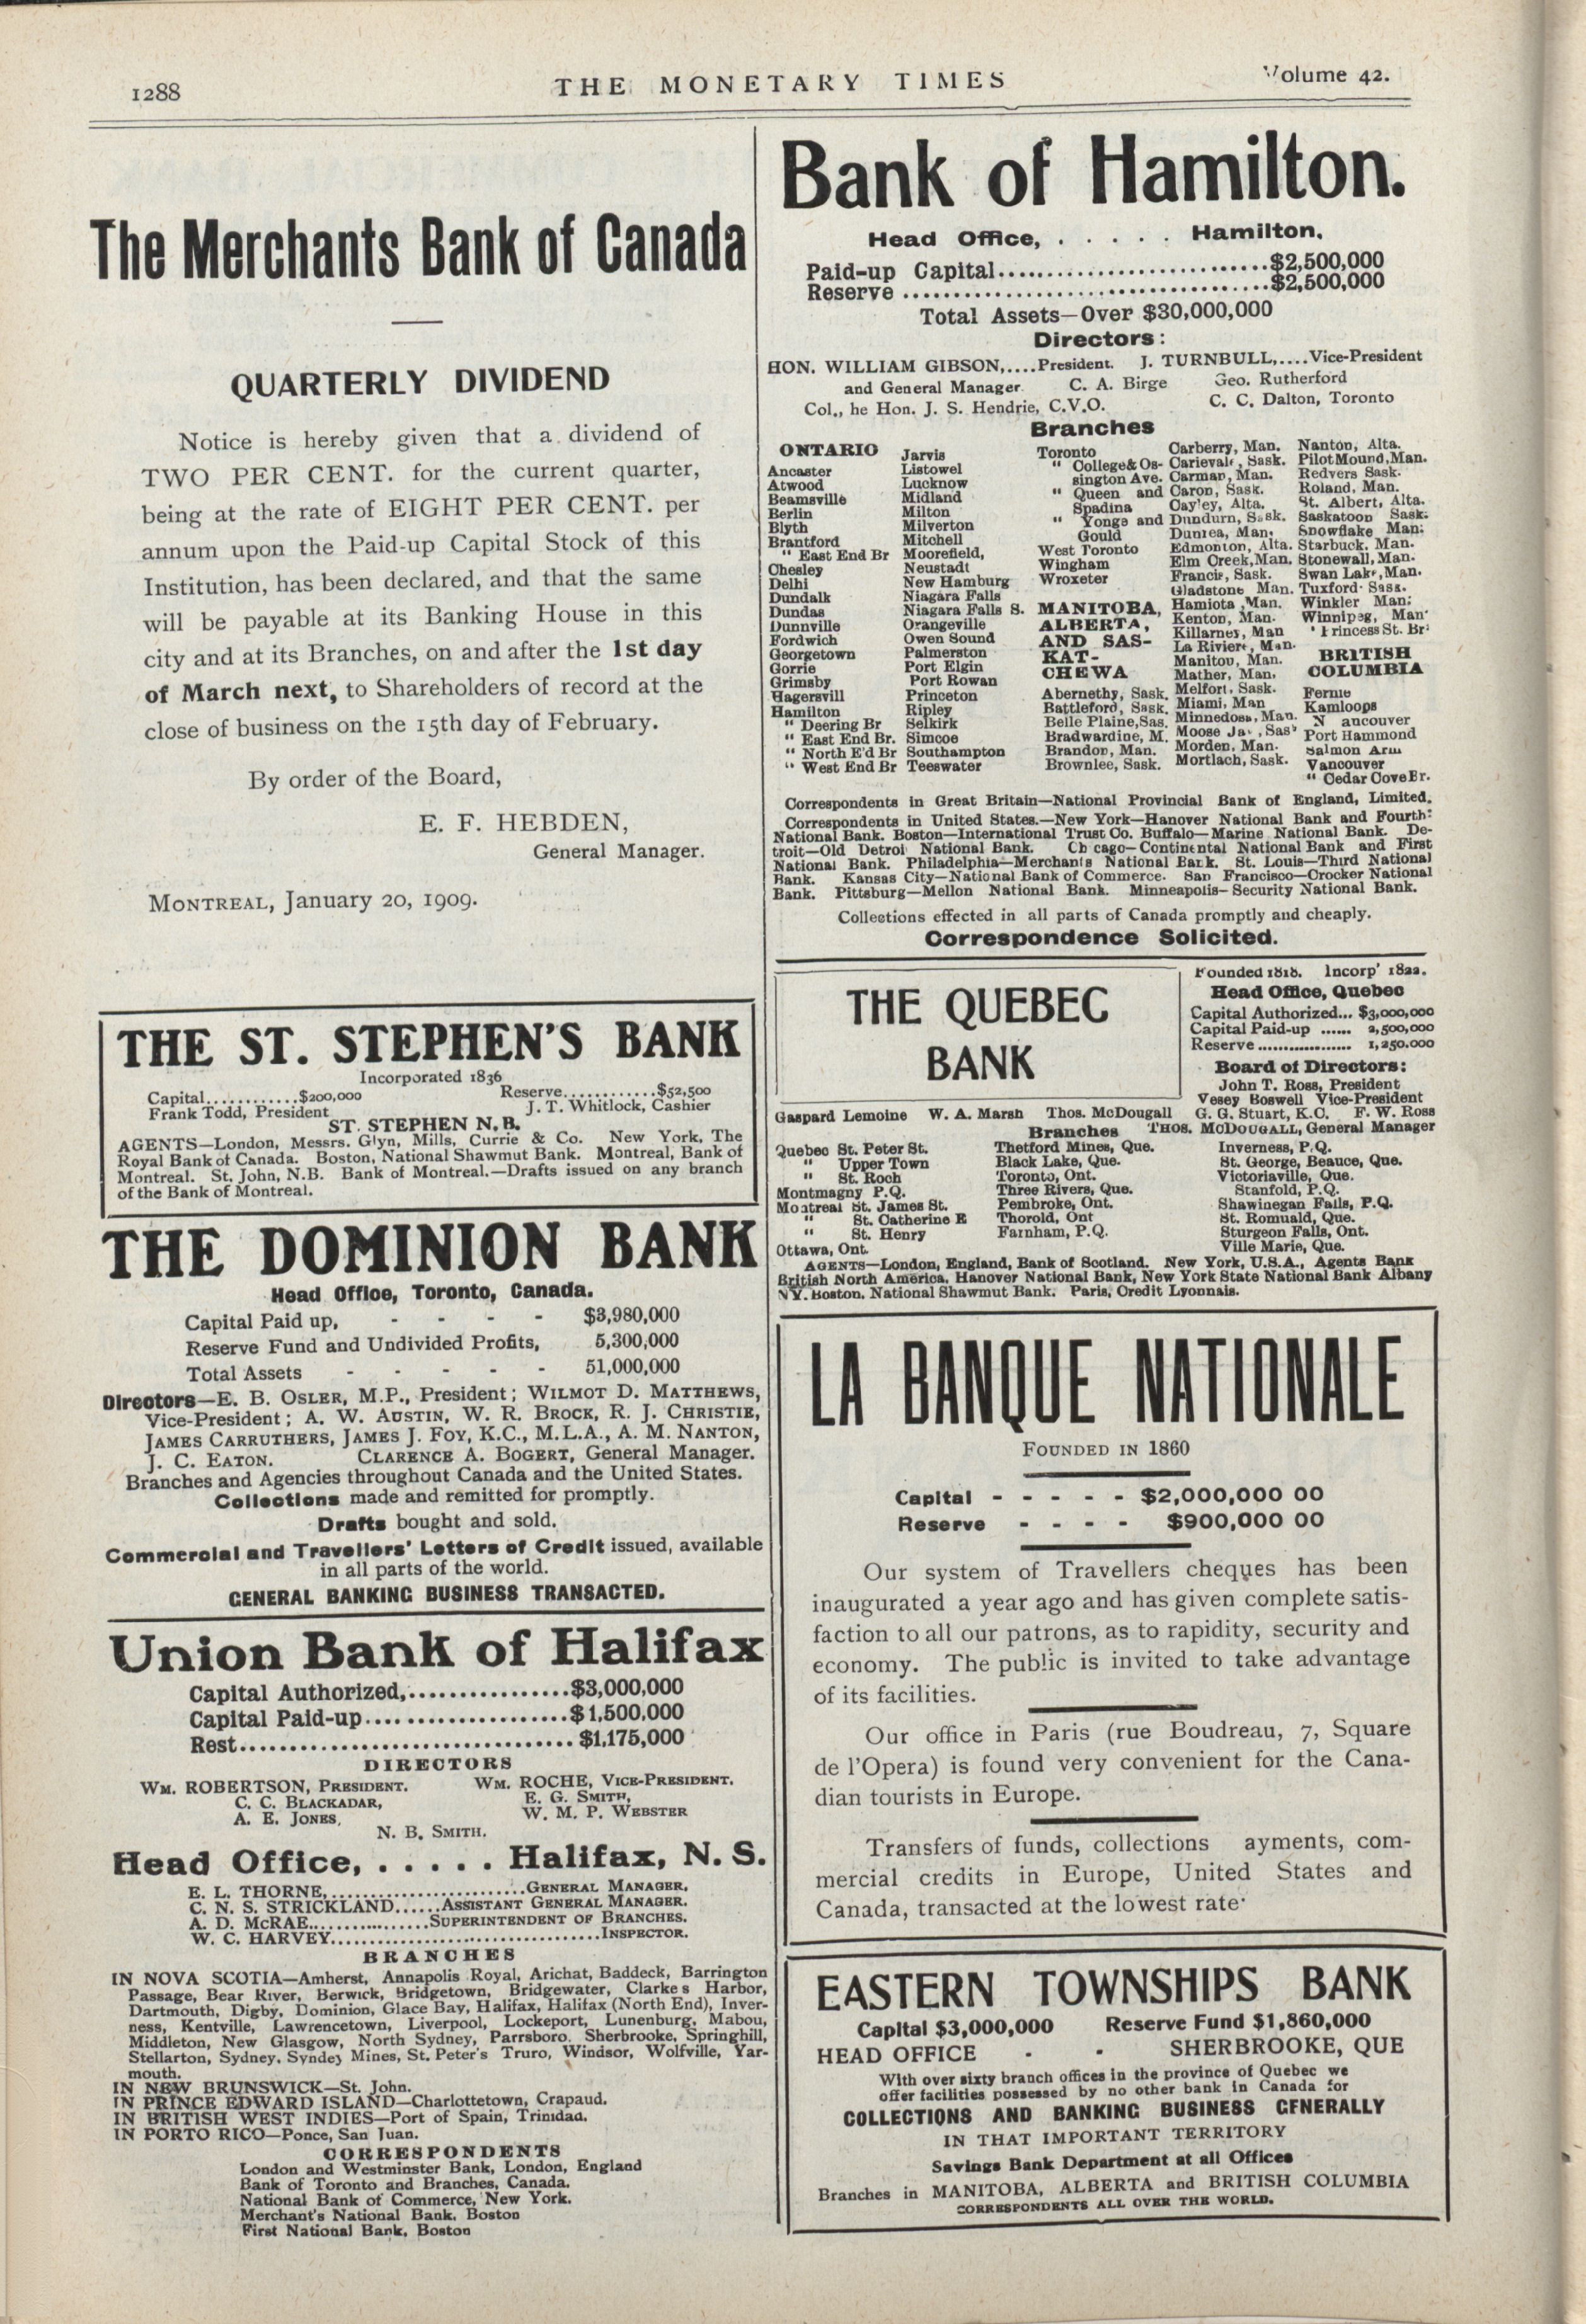 1288
THE MONETARY TIMES
Volume 42.
The Merchants Bank of Canada
QUARTERLY DIVIDEND
Notice is hereby given that a dividend of
TWO PER CENT. for the current quarter,
being at the rate of EIGHT PER CENT. per
annum upon the Paid-up Capital Stock of this
Institution, has been declared, and that the same
will be payable at its Banking House in this
city and at its Branches, on and after the 1st day
of March next, to Shareholders of record at the
close of business on the 15th day of February.
By order of the Board,
E. F. HEBDEN,
General Manager.
MONTREAL, January 20, 1909.
THE ST. STEPHEN'S BANK
Incorporated 1836
Capital............$200,000 Reserve............$52,500
Frank Todd, President J. T. Whitlock, Cashier
ST. STEPHEN N.B.
AGENTS—London, Messrs. Glyn, Mills, Currie & Co. New York, The
Royal Bank of Canada. Boston, National Shawmut Bank. Montreal, Bank of
Montreal. St. John, N.B. Bank of Montreal.—Drafts issued on any branch
of the Bank of Montreal.
THE DOMINION BANK
Head Office, Toronto, Canada.
Capital Paid up, - - - - $3,980,000
Reserve Fund and Undivided Profits, 5,300,000
Total Assets - - - - - 51,000,000
Directors—E. B. OSLER, M.P., President; WILMOT D. MATTHEWS,
Vice-President; A. W. AUSTIN, W. R. BROCK, R. J. CHRISTIE,
JAMES CARRUTHERS, JAMES J. FOY, K.C., M.L.A., A. M. NANTON,
J. C. EATON. CLARENCE A. BOGERT, General Manager.
Branches and Agencies throughout Canada and the United States.
Collections made and remitted for promptly.
Drafts bought and sold.
Commercial and Travellers' Letters of Credit issued, available
in all parts of the world.
GENERAL BANKING BUSINESS TRANSACTED.
Union Bank of Halifax
Capital Authorized,................$3,000,000
Capital Paid-up.....................$1,500,000
Rest..................................$1,175,000
DIRECTORS
WM. ROBERTSON, PRESIDENT. WM. ROCHE, VICE-PRESIDENT.
C. C. BLACKADAR, E. G. SMITH,
A. E. JONES, W. M. P. WEBSTER
N. B. SMITH.
Head Office, . . . . . Halifax, N. S.
E. L. THORNE,.........................GENERAL MANAGER.
C. N. S. STRICKLAND......ASSISTANT GENERAL MANAGER.
A. D. McRAE................SUPERINTENDENT OF BRANCHES.
W. C. HARVEY...................................INSPECTOR.
BRANCHES
IN NOVA SCOTIA—Amherst, Annapolis Royal, Arichat, Baddeck, Barrington
Passage, Bear River, Berwick, Bridgetown, Bridgewater, Clarke s Harbor,
Dartmouth, Digby, Dominion, Glace Bay, Halifax, Halifax (North End), Inver-
ness, Kentville, Lawrencetown, Liverpool, Lockeport, Lunenburg, Mabou,
Middleton, New Glasgow, North Sydney, Parrsboro, Sherbrooke, Springhill,
Stellarton, Sydney, Syndey Mines, St. Peter's Truro, Windsor, Wolfville, Yar-
mouth.
IN NEW BRUNSWICK—St. John.
IN PRINCE EDWARD ISLAND—Charlottetown, Crapaud.
IN BRITISH WEST INDIES—Port of Spain, Trinidad.
IN PORTO RICO—Ponce, San Juan.
CORRESPONDENTS
London and Westminster Bank, London, England
Bank of Toronto and Branches, Canada.
National Bank of Commerce, New York.
Merchant's National Bank, Boston
First National Bank, Boston
Bank of Hamilton.
Head Office, . . . . . Hamilton.
Paid-up Capital...........................$2,500,000
Reserve.....................................$2,500,000
Total Assets—Over $30,000,000
Directors:
HON. WILLIAM GIBSON,....President. J. TURNBULL,....Vice-President
and General Manager. C. A. Birge Geo. Rutherford
Col., he Hon. J. S. Hendrie, C.V.O. C. C. Dalton, Toronto
Branches
ONTARIO
Ancaster
Atwood
Beamsville
Berlin
Blyth
Brantford
" East End Br
Chesley
Delhi
Dundalk
Dundas
Dunnville
Fordwich
Georgetown
Gorrie
Grimsby
Hagersvill
Hamilton
" Deering Br
" East End Br.
" North E'd Br
" West End Br
Jarvis
Listowel
Lucknow
Midland
Milton
Milverton
Mitchell
Moorefield,
Neustadt
New Hamburg
Niagara Falls
Niagara Falls S.
Orangeville
Owen Sound
Palmerston
Port Elgin
Port Rowan
Princeton
Ripley
Selkirk
Simcoe
Southampton
Teeswater
Toronto
" College & Os-
sington Ave.
" Queen and
Spadina
" Yonge and
Gould
West Toronto
Wingham
Wroxeter
MANITOBA,
ALBERTA,
AND SAS-
KAT-
CHEWA
Abernethy, Sask.
Battleford, Sask.
Belle Plaine, Sas.
Bradwardine, M.
Brandon, Man.
Brownlee, Sask.
Carberry, Man.
Carievale, Sask.
Carman, Man.
Caron, Sask.
Cayley, Alta.
Dundurn, Sask.
Dunrea, Man.
Edmonton, Alta.
Elm Creek, Man.
Francis, Sask.
Gladstone Man.
Hamiota, Man.
Kenton, Man.
Killarney, Man
La Riviere, Man.
Manitou, Man.
Mather, Man.
Melfort, Sask.
Miami, Man
Minnedosa, Man.
Moose Ja , Sas
Morden, Man.
Mortlach, Sask.
Nanton, Alta.
Pilot Mound, Man.
Redvers Sask.
Roland, Man.
St. Albert, Alta.
Saskatoon Sask.
Snowflake Man.
Starbuck, Man.
Stonewall, Man.
Swan Lake, Man.
Tuxford Sask.
Winkler Man.
Winnipeg, Man
" Princess St. Br
BRITISH
COLUMBIA
Fernie
Kamloops
N ancouver
Port Hammond
Salmon Arm
Vancouver
" Cedar Cove Br.
Correspondents in Great Britain—National Provincial Bank of England, Limited.
Correspondents in United States.—New York—Hanover National Bank and Fourth
National Bank. Boston—International Trust Co. Buffalo—Marine National Bank. De-
troit—Old Detroi National Bank. Ch cago—Continental National Bank and First
National Bank. Philadelphia—Merchants National Bank. St. Louis—Third National
Bank. Kansas City—National Bank of Commerce. San Francisco—Crocker National
Bank. Pittsburg—Mellon National Bank. Minneapolis—Security National Bank.
Collections effected in all parts of Canada promptly and cheaply.
Correspondence Solicited.
THE QUEBEC
BANK
Founded 1818. Incorp' 1822.
Head Office, Quebec
Capital Authorized... $3,000,000
Capital Paid-up ...... 2,500,000
Reserve.................. 1,250.000
Board of Directors:
John T. Ross, President
Vesey Boswell Vice-President
Gaspard Lemoine W. A. Marsh Thos. McDougall G. G. Stuart, K.C. F. W. Ross
Branches THOS. MCDOUGALL, General Manager
Quebec St. Peter St.
" Upper Town
" St. Roch
Montmagny P.Q.
Montreal St. James St.
" St. Catherine E
" St. Henry
Ottawa, Ont.
Thetford Mines, Que.
Black Lake, Que.
Toronto, Ont.
Three Rivers, Que.
Pembroke, Ont.
Thorold, Ont
Farnham, P.Q.
Inverness, P.Q.
St. George, Beauce, Que.
Victoriaville, Que.
Stanfold, P.Q.
Shawinegan Falls, P.Q.
St. Romuald, Que.
Sturgeon Falls, Ont.
Ville Marie, Que.
AGENTS—London, England, Bank of Scotland. New York, U.S.A., Agents Bank
British North America, Hanover National Bank, New York State National Bank Albany
NY. Boston, National Shawmut Bank. Paris, Credit Lyonnais.
LA BANQUE NATIONALE
FOUNDED IN 1860
Capital - - - - - $2,000,000 00
Reserve - - - - $900,000 00
Our system of Travellers cheques has been
inaugurated a year ago and has given complete satis-
faction to all our patrons, as to rapidity, security and
economy. The public is invited to take advantage
of its facilities.
Our office in Paris (rue Boudreau, 7, Square
de l'Opera) is found very convenient for the Cana-
dian tourists in Europe.
Transfers of funds, collections ayments, com-
mercial credits in Europe, United States and
Canada, transacted at the lowest rate
EASTERN TOWNSHIPS BANK
Capital $3,000,000 Reserve Fund $1,860,000
HEAD OFFICE - - SHERBROOKE, QUE
With over sixty branch offices in the province of Quebec we
offer facilities possessed by no other bank in Canada for
COLLECTIONS AND BANKING BUSINESS GENERALLY
IN THAT IMPORTANT TERRITORY
Savings Bank Department at all Offices
Branches in MANITOBA, ALBERTA and BRITISH COLUMBIA
CORRESPONDENTS ALL OVER THE WORLD.